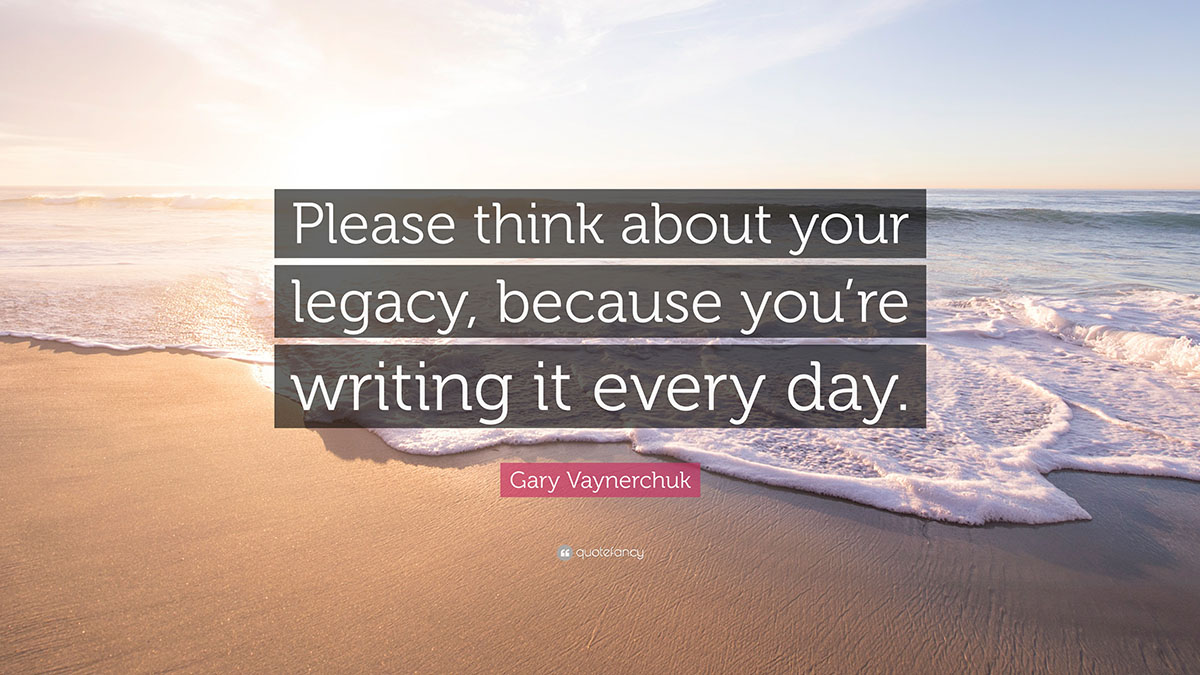 Please think about your
legacy, because you’re
writing it every day.
Gary Vaynerchuk
quotefancy